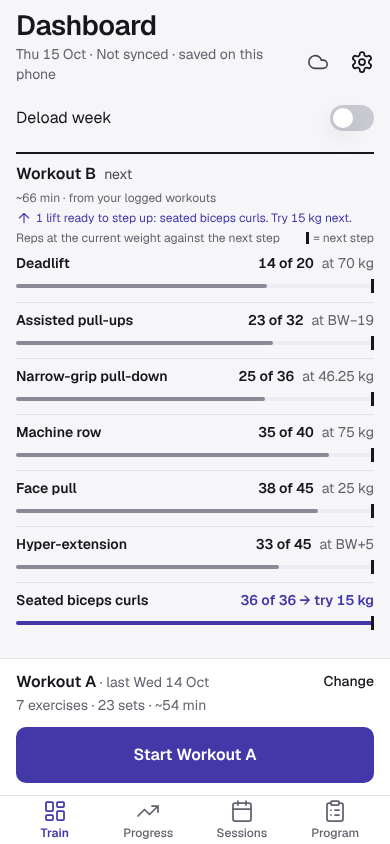 Dashboard
Thu 15 Oct · Not synced · saved on this
phone
Deload week
Workout B next
~66 min · from your logged workouts
↑ 1 lift ready to step up: seated biceps curls. Try 15 kg next.
Reps at the current weight against the next step = next step
Deadlift 14 of 20 at 70 kg
Assisted pull-ups 23 of 32 at BW−19
Narrow-grip pull-down 25 of 36 at 46.25 kg
Machine row 35 of 40 at 75 kg
Face pull 38 of 45 at 25 kg
Hyper-extension 33 of 45 at BW+5
Seated biceps curls 36 of 36 → try 15 kg
Workout A · last Wed 14 Oct Change
7 exercises · 23 sets · ~54 min
Start Workout A
Train Progress Sessions Program